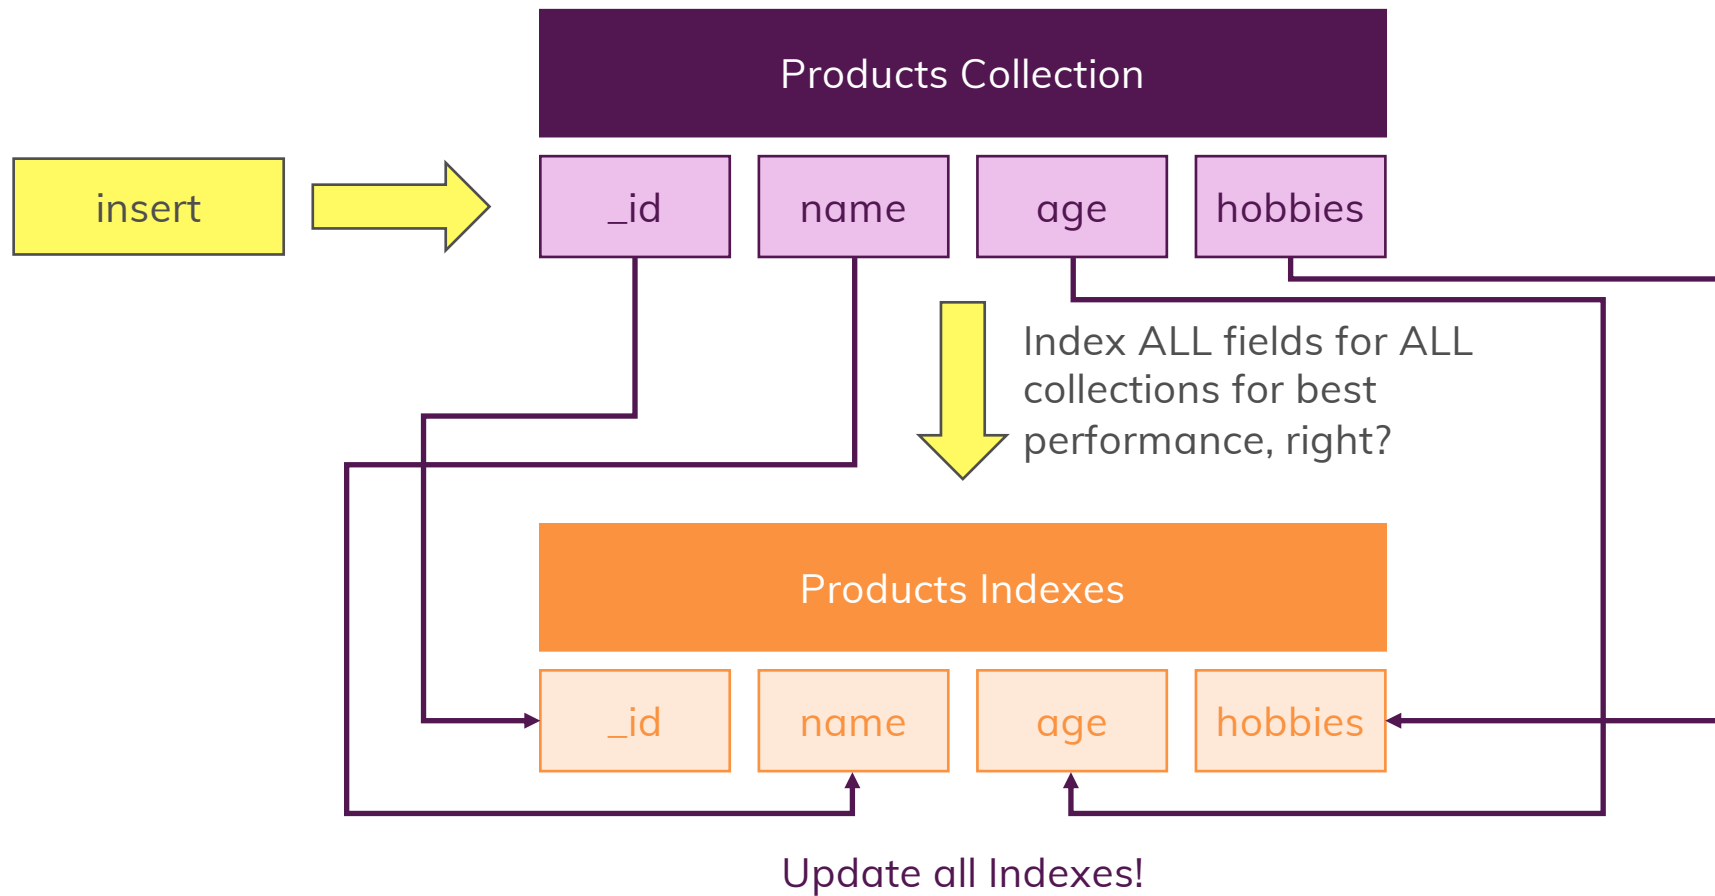 Products Collection
insert
_id
name
age
hobbies
Index ALL fields for ALL
collections for best
performance, right?
Products Indexes
_id
name
age
hobbies
Update all Indexes!